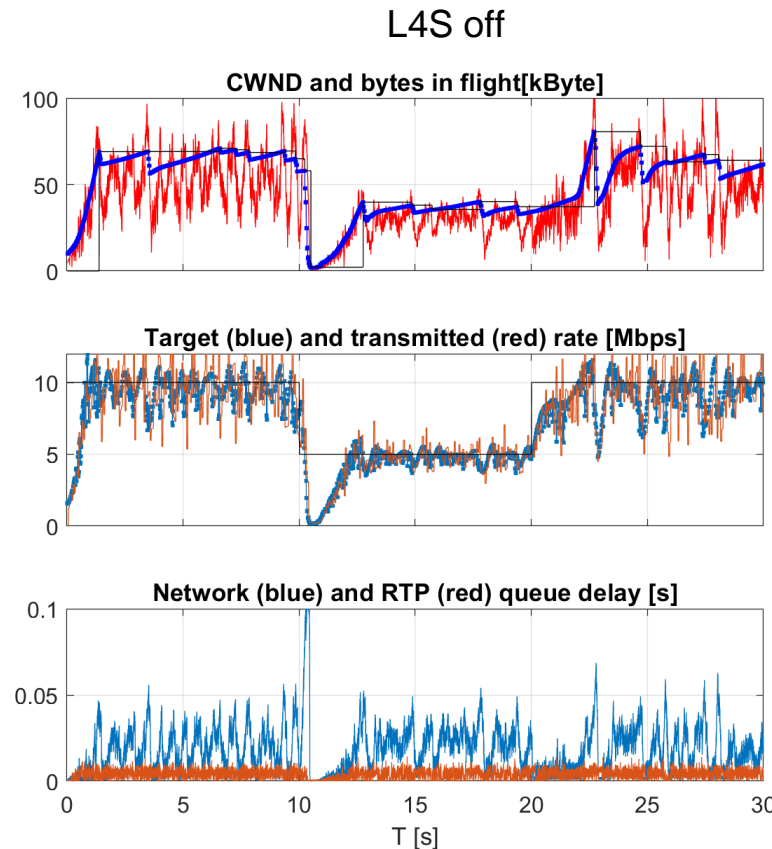 L4S off
CWND and bytes in flight[kByte]
100
50
0
Target (blue) and transmitted (red) rate [Mbps]
10
5
0
Network (blue) and RTP (red) queue delay [s]
0.1
0.05
0
0 5 10 15 20 25 30
T [s]